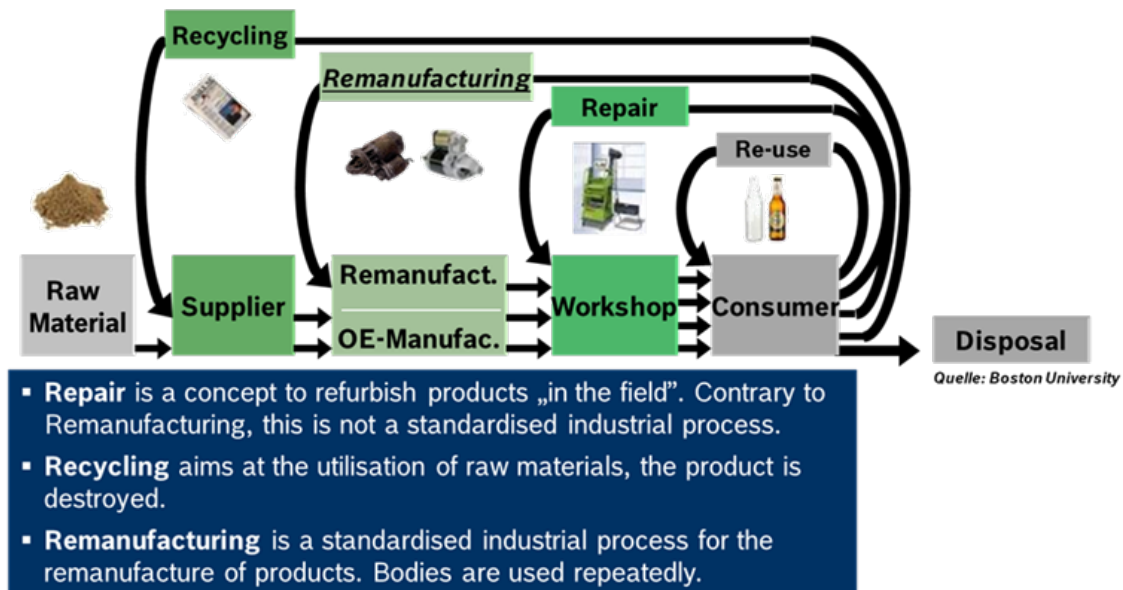 Recycling
Remanufacturing
Repair
Re-use
Raw
Material
Supplier
Remanufact.
OE-Manufac.
Workshop
Consumer
Disposal
Quelle: Boston University
▪ Repair is a concept to refurbish products „in the field”. Contrary to
Remanufacturing, this is not a standardised industrial process.
▪ Recycling aims at the utilisation of raw materials, the product is
destroyed.
▪ Remanufacturing is a standardised industrial process for the
remanufacture of products. Bodies are used repeatedly.